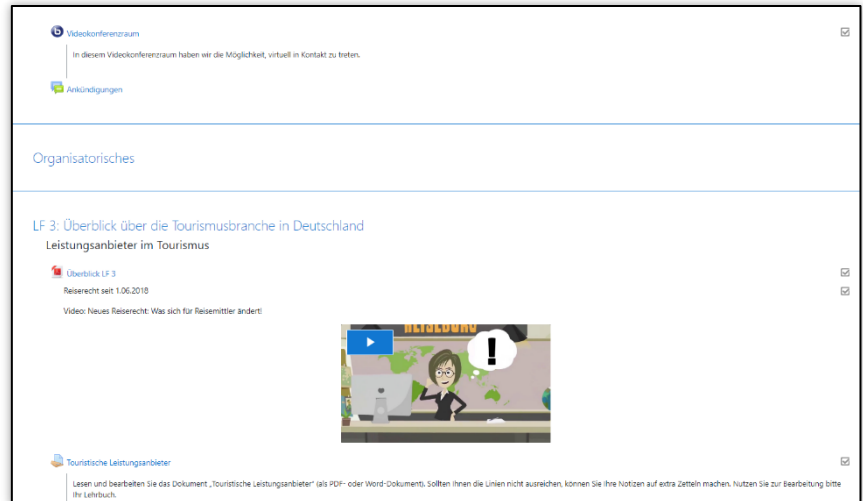 Videokonferenzraum
In diesem Videokonferenzraum haben wir die Möglichkeit, virtuell in Kontakt zu treten.
Ankündigungen
Organisatorisches
LF 3: Überblick über die Tourismusbranche in Deutschland
Leistungsanbieter im Tourismus
Überblick LF 3
Reiserecht seit 1.06.2018
Video: Neues Reiserecht: Was sich für Reisemittler ändert!
REISEBÜRO
!
Touristische Leistungsanbieter
Lesen und bearbeiten Sie das Dokument „Touristische Leistungsanbieter" (als PDF- oder Word-Dokument). Sollten Ihnen die Linien nicht ausreichen, können Sie Ihre Notizen auf extra Zetteln machen. Nutzen Sie zur Bearbeitung bitte
Ihr Lehrbuch.